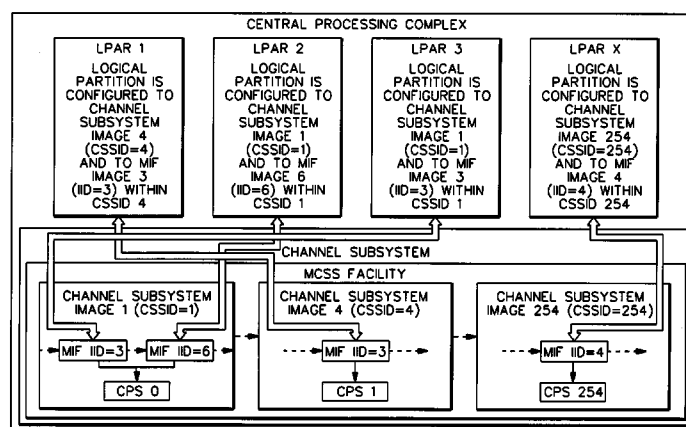 CENTRAL PROCESSING COMPLEX
LPAR 1
LOGICAL
PARTITION IS
CONFIGURED TO
CHANNEL
SUBSYSTEM
IMAGE 4
(CSSID=4)
AND TO MIF
IMAGE 3
(IID=3) WITHIN
CSSID 4
LPAR 2
LOGICAL
PARTITION IS
CONFIGURED TO
CHANNEL
SUBSYSTEM
IMAGE 1
(CSSID=1)
AND TO MIF
IMAGE 6
(IID=6) WITHIN
CSSID 1
LPAR 3
LOGICAL
PARTITION IS
CONFIGURED TO
CHANNEL
SUBSYSTEM
IMAGE 1
(CSSID=1)
AND TO MIF
IMAGE 3
(IID=3) WITHIN
CSSID 1
LPAR X
LOGICAL
PARTITION IS
CONFIGURED TO
CHANNEL
SUBSYSTEM
IMAGE 254
(CSSID=254)
AND TO MIF
IMAGE 4
(IID=4) WITHIN
CSSID 254
CHANNEL SUBSYSTEM
MCSS FACILITY
CHANNEL SUBSYSTEM
IMAGE 1 (CSSID=1)
MIF IID=3
MIF IID=6
CPS 0
CHANNEL SUBSYSTEM
IMAGE 4 (CSSID=4)
MIF IID=3
CPS 1
CHANNEL SUBSYSTEM
IMAGE 254 (CSSID=254)
MIF IID=4
CPS 254